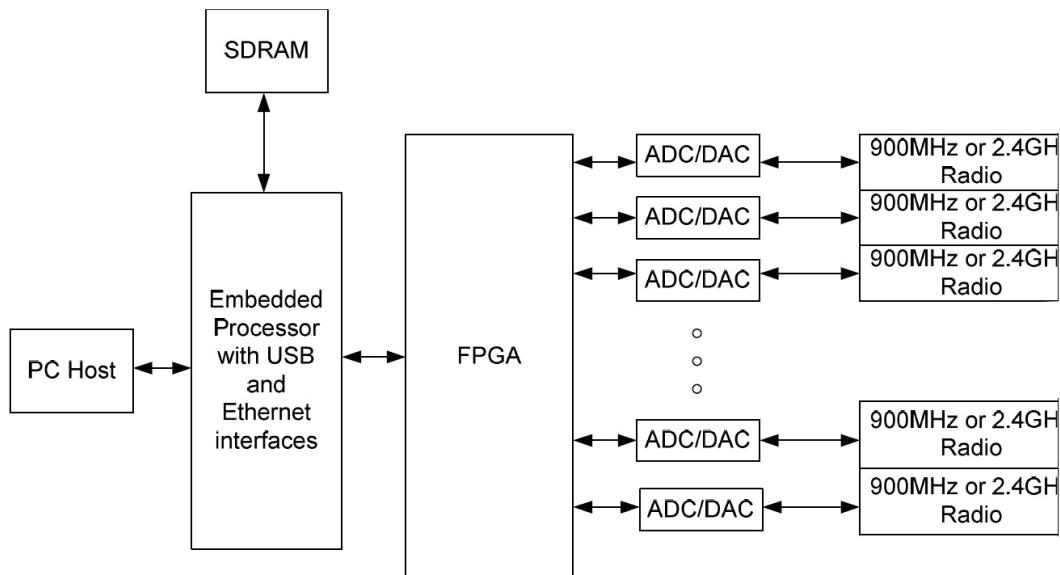 SDRAM
PC Host
Embedded
Processor
with USB
and
Ethernet
interfaces
FPGA
ADC/DAC
900MHz or 2.4GH
Radio
ADC/DAC
900MHz or 2.4GH
Radio
ADC/DAC
900MHz or 2.4GH
Radio
ADC/DAC
900MHz or 2.4GH
Radio
ADC/DAC
900MHz or 2.4GH
Radio